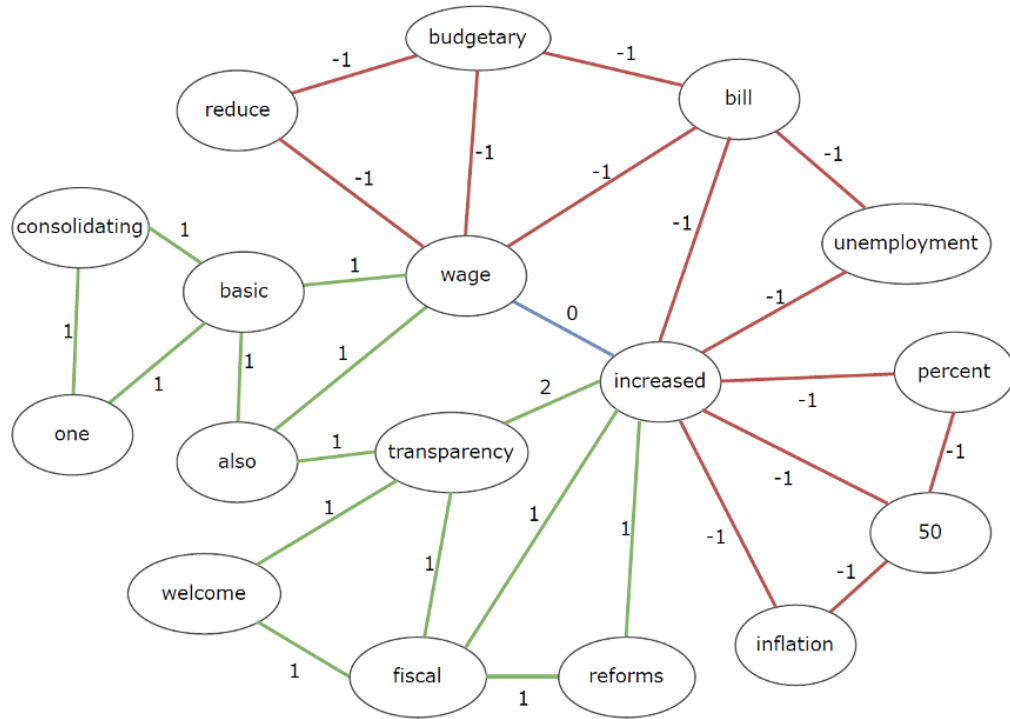 budgetary
-1
-1
bill
reduce
-1
-1
-1
-1
consolidating
1
-1
unemployment
basic
1
wage
-1
0
1
1
1
1
2
increased
percent
-1
one
also
1
transparency
-1
-1
1
1
1
1
-1
50
-1
welcome
1
fiscal
1
reforms
inflation